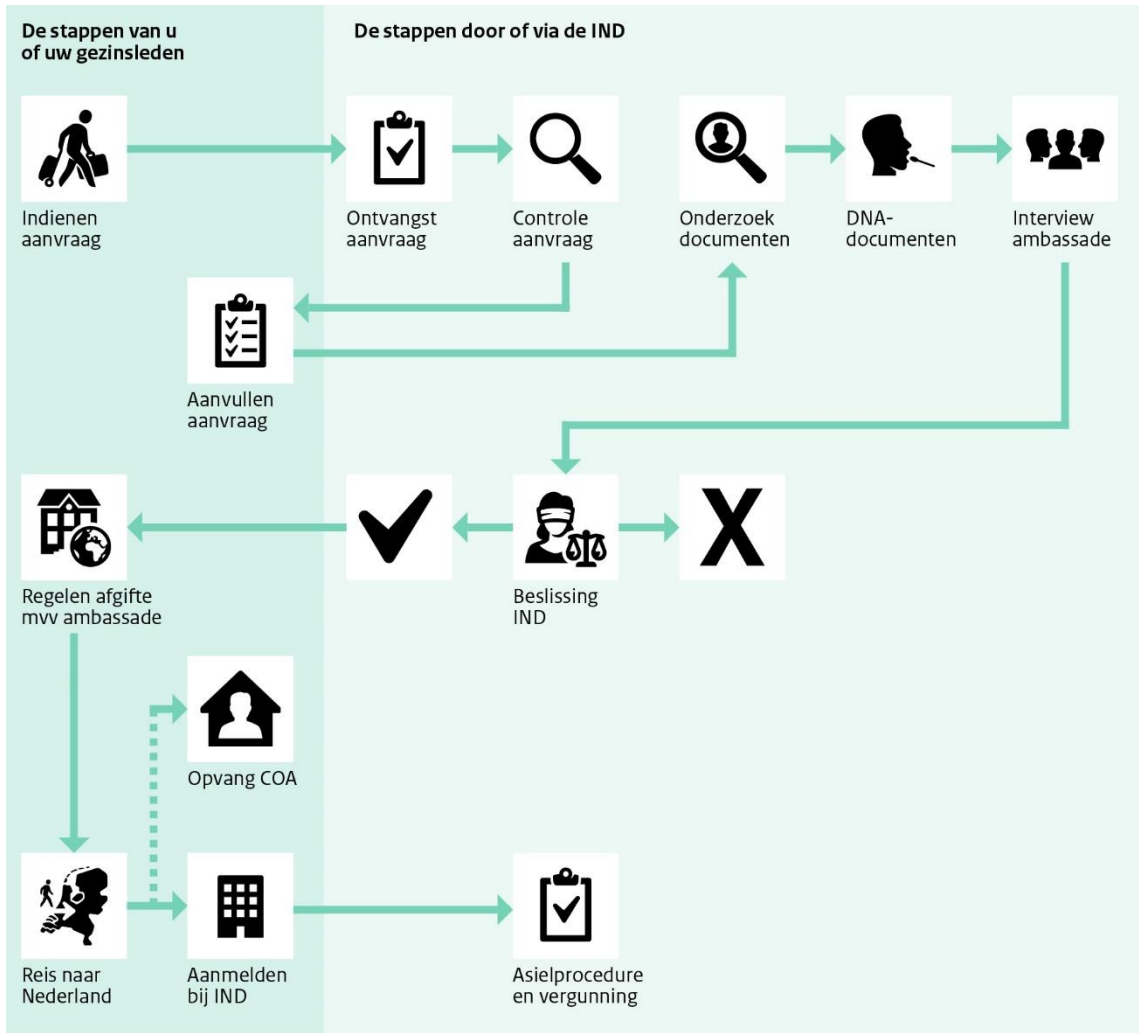 De stappen van u
of uw gezinsleden
De stappen door of via de IND
Indienen
aanvraag
Ontvangst
aanvraag
Controle
aanvraag
Onderzoek
documenten
DNA-
documenten
Interview
ambassade
Aanvullen
aanvraag
Regelen afgifte
mvv ambassade
Beslissing
IND
X
Opvang COA
Reis naar
Nederland
Aanmelden
bij IND
Asielprocedure
en vergunning